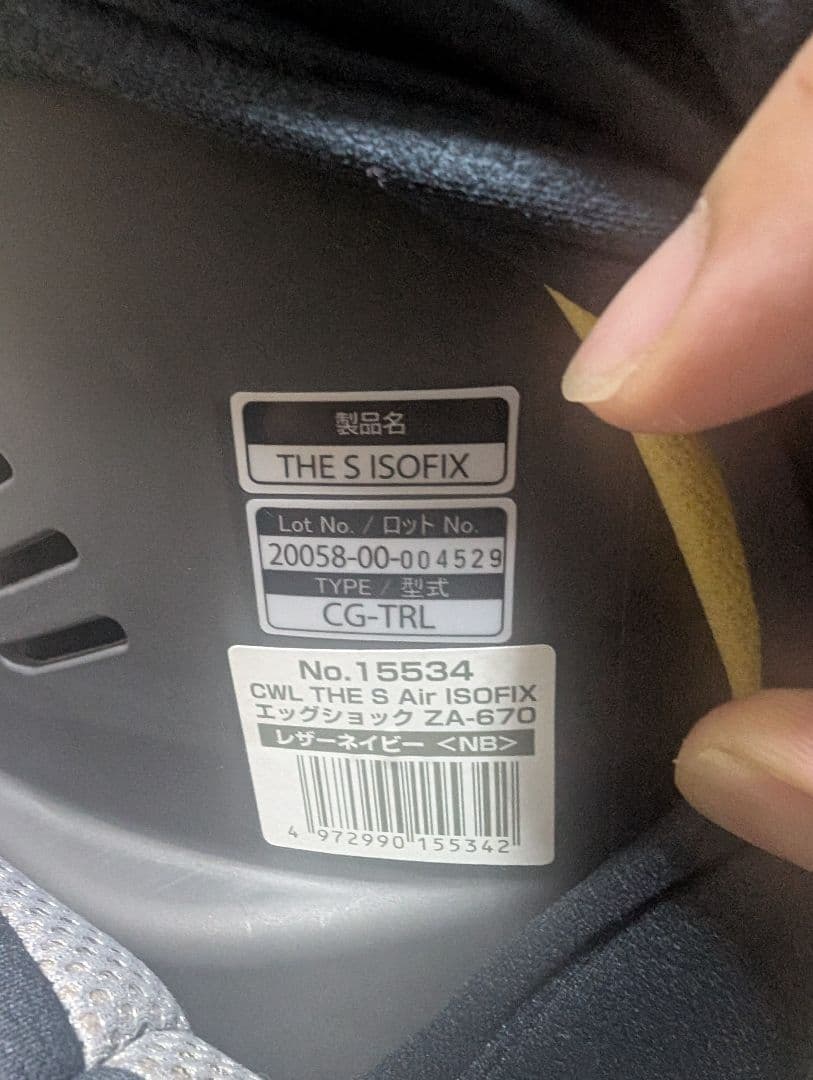 製品名
THE S ISOFIX
Lot No. / ロット No.
20058-00-004529
TYPE / 型式
CG-TRL
No.15534
CWL THE S Air ISOFIX
エッグショック ZA-670
レザーネイビー <NB>
4 972990 155342